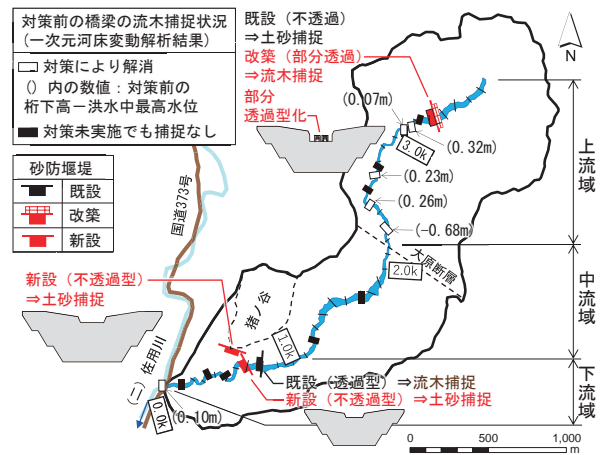 対策前の橋梁の流木捕捉状況
（一次元河床変動解析結果）
対策により解消
（）内の数値：対策前の
桁下高－洪水中最高水位
対策未実施でも捕捉なし
砂防堰堤
既設
改築
新設
既設（不透過）
⇒土砂捕捉
改築（部分透過）
⇒流木捕捉
部分
透過型化
N
(0.07m)
(0.32m)
3.0k
(0.23m)
(0.26m)
(-0.68m)
大原断層
2.0k
上流域
中流域
下流域
国道373号
新設（不透過型）
⇒土砂捕捉
猪ノ谷
1.0k
佐用川
(一)
0.0k
(0.10m)
既設（透過型）⇒流木捕捉
新設（不透過型）⇒土砂捕捉
0 500 1,000
m